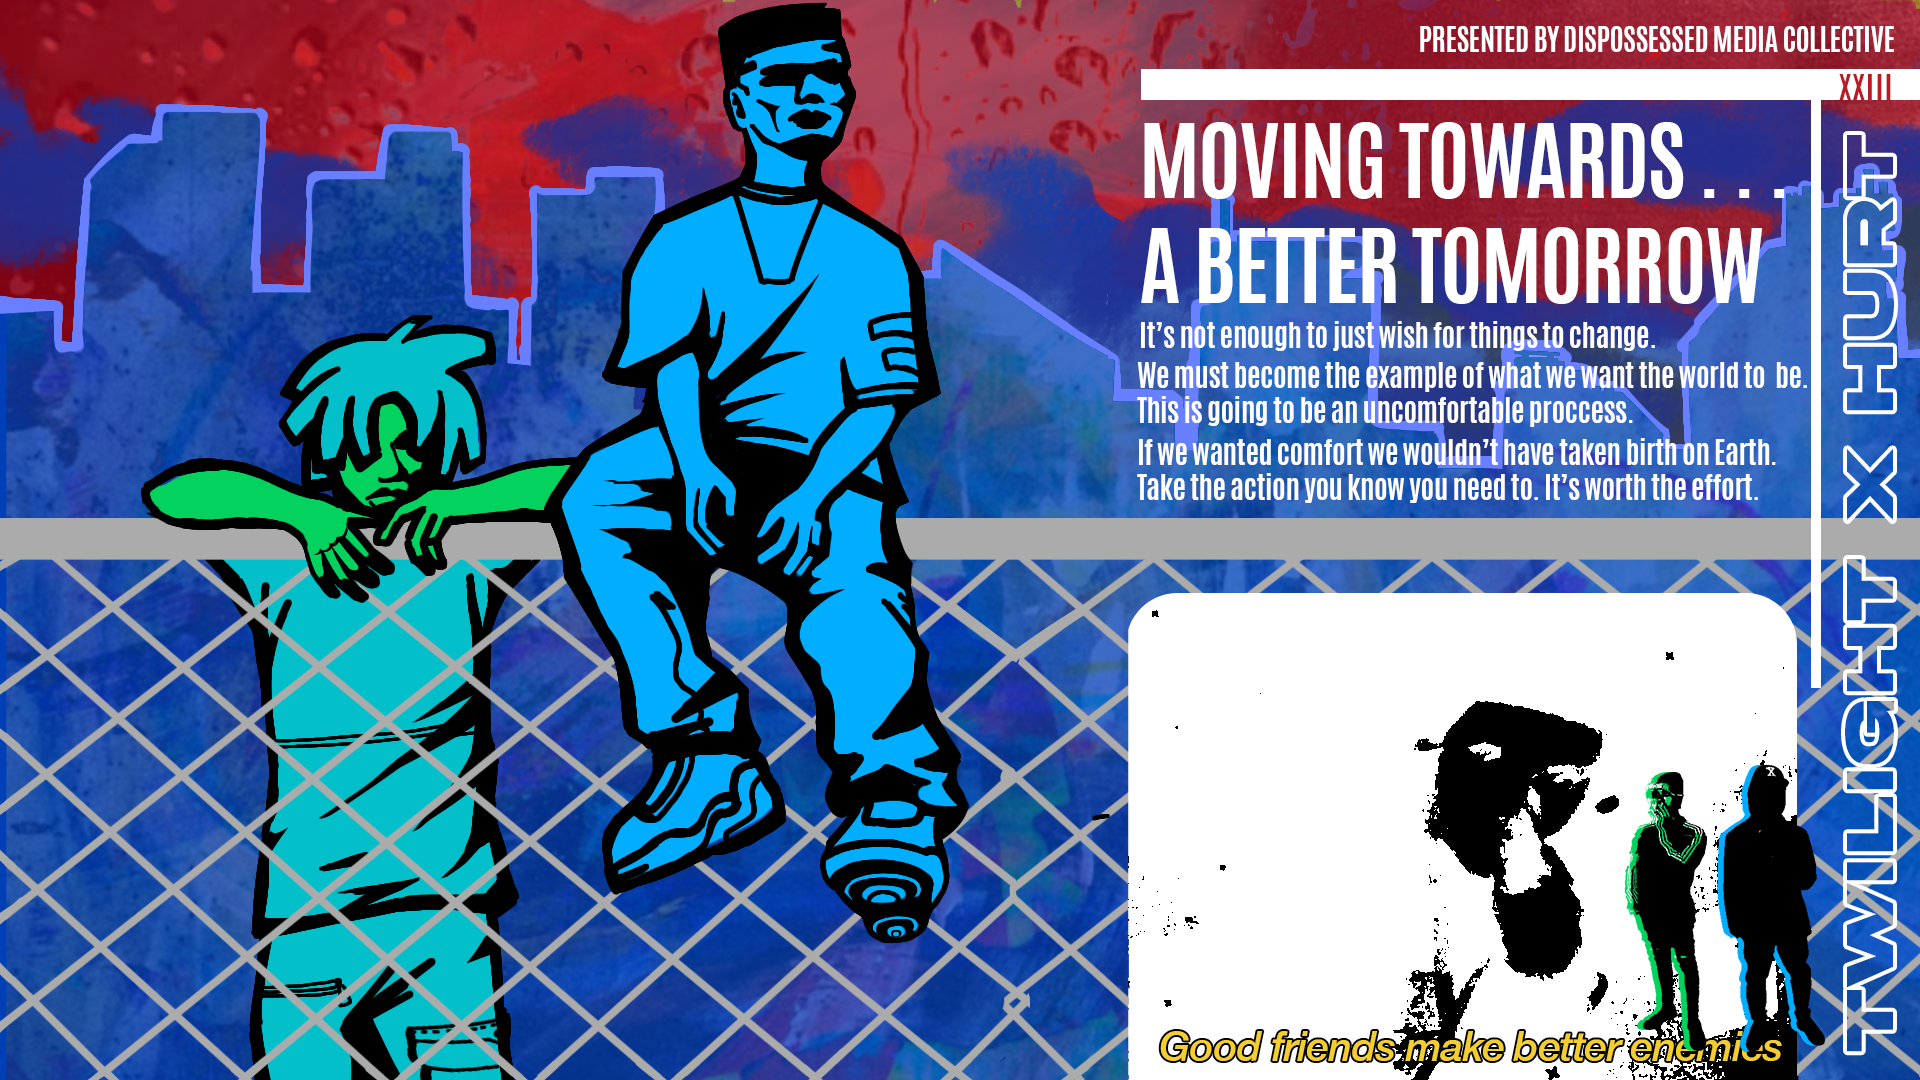 PRESENTED BY DISPOSSESSED MEDIA COLLECTIVE
XXIII
MOVING TOWARDS . . .
A BETTER TOMORROW
It's not enough to just wish for things to change.
We must become the example of what we want the world to be.
This is going to be an uncomfortable proccess.
If we wanted comfort we wouldn't have taken birth on Earth.
Take the action you know you need to. It's worth the effort.
TWILIGHT X HURT
X
Good friends make better enemies